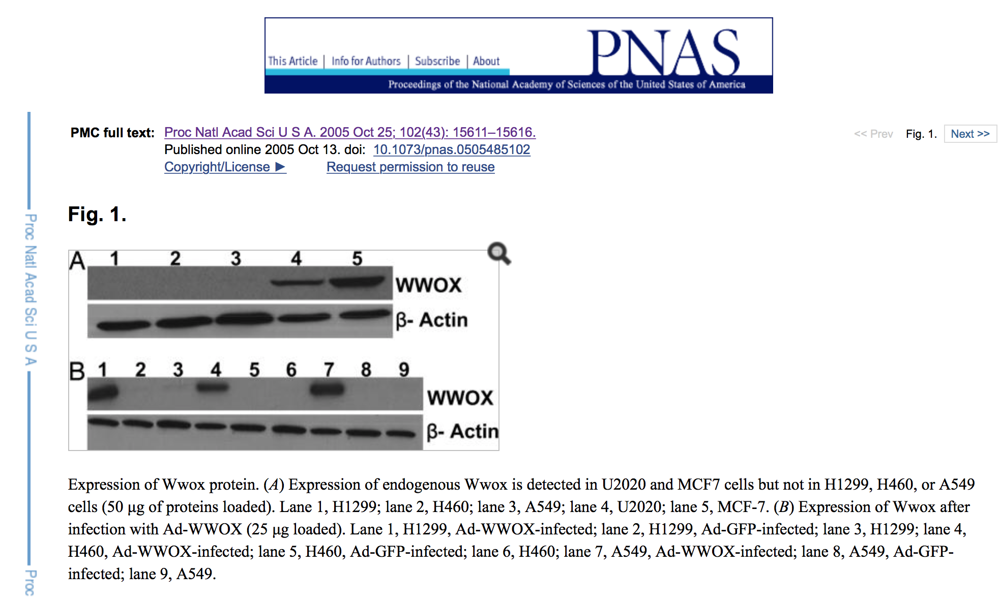 This Article | Info for Authors | Subscribe | About
PNAS
Proceedings of the National Academy of Sciences of the United States of America
PMC full text: Proc Natl Acad Sci U S A. 2005 Oct 25; 102(43): 15611–15616.
Published online 2005 Oct 13. doi: 10.1073/pnas.0505485102
Copyright/License ► Request permission to reuse
<< Prev Fig. 1. Next >>
Proc Natl Acad Sci U S A
Proc
Fig. 1.
A 1 2 3 4 5
WWOX
β- Actin
B 1 2 3 4 5 6 7 8 9
WWOX
β- Actin
Expression of Wwox protein. (A) Expression of endogenous Wwox is detected in U2020 and MCF7 cells but not in H1299, H460, or A549
cells (50 μg of proteins loaded). Lane 1, H1299; lane 2, H460; lane 3, A549; lane 4, U2020; lane 5, MCF-7. (B) Expression of Wwox after
infection with Ad-WWOX (25 μg loaded). Lane 1, H1299, Ad-WWOX-infected; lane 2, H1299, Ad-GFP-infected; lane 3, H1299; lane 4,
H460, Ad-WWOX-infected; lane 5, H460, Ad-GFP-infected; lane 6, H460; lane 7, A549, Ad-WWOX-infected; lane 8, A549, Ad-GFP-
infected; lane 9, A549.